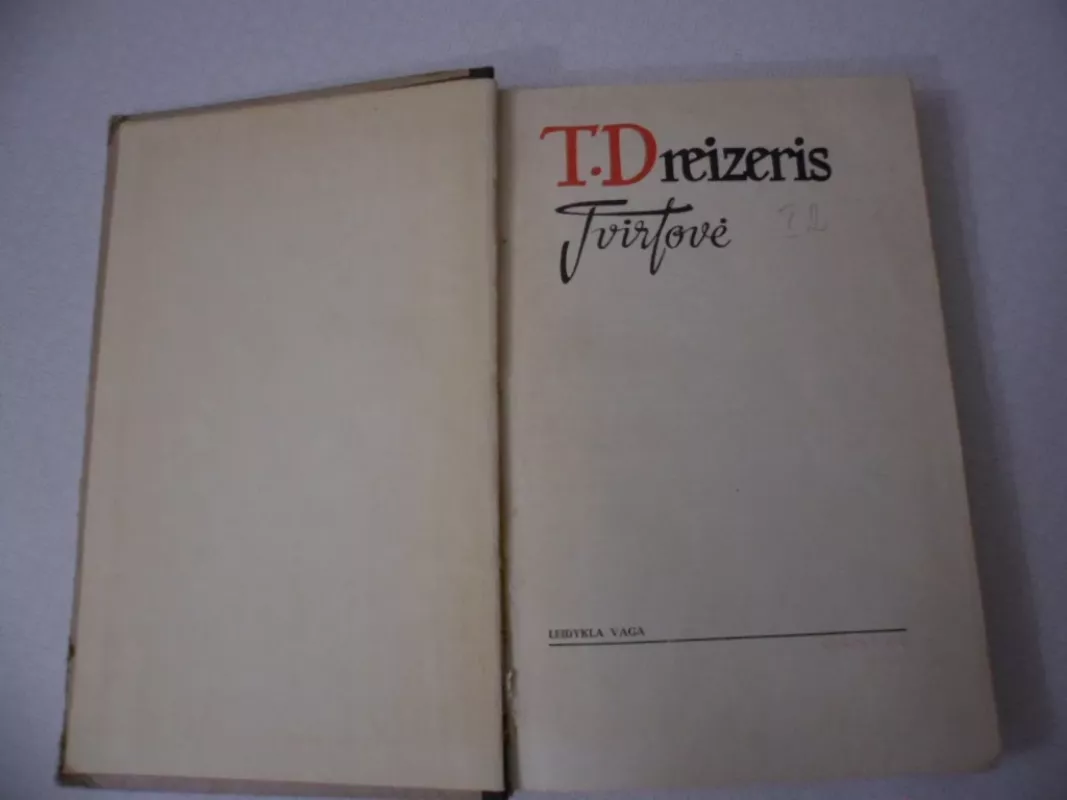 T. Dreizeris
Tvirtovė
LEIDYKLA VAGA